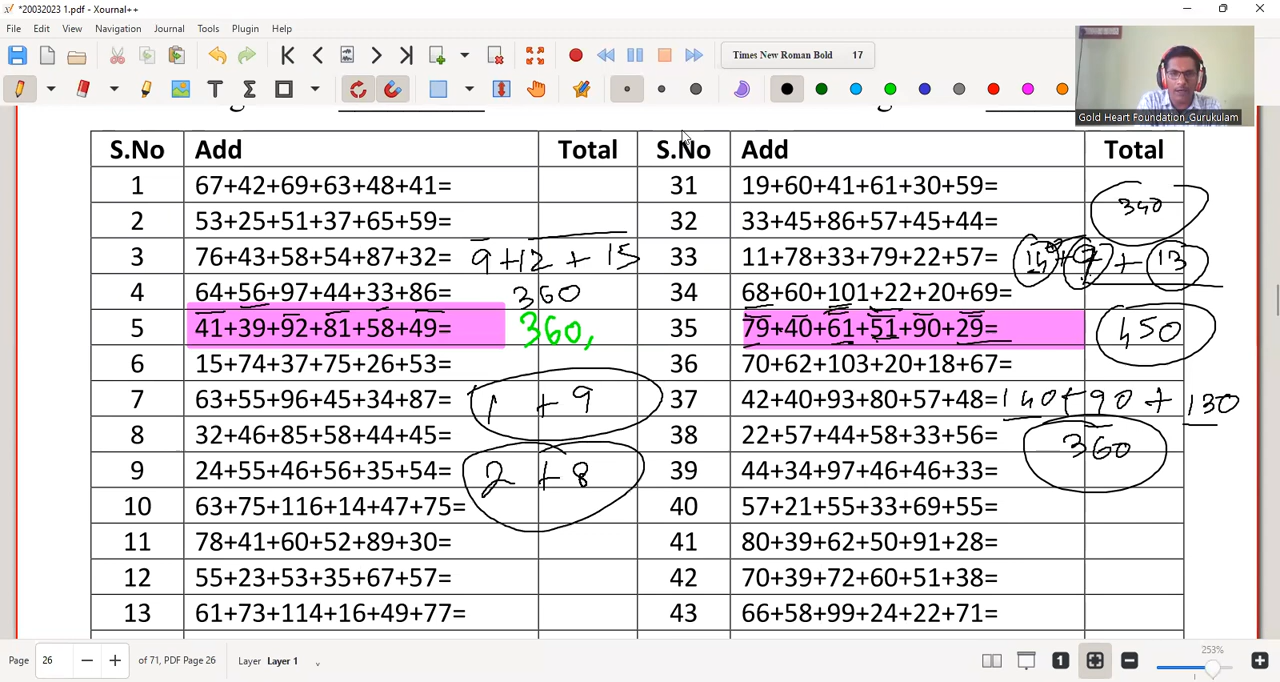 *20032023 1.pdf - Xournal++
File Edit View Navigation Journal Tools Plugin Help
Times New Roman Bold 17
Gold Heart Foundation_Gurukulam
S.No Add Total S.No Add Total
1 67+42+69+63+48+41= 31 19+60+41+61+30+59=
2 53+25+51+37+65+59= 32 33+45+86+57+45+44= 340
3 76+43+58+54+87+32= 9+12+15 33 11+78+33+79+22+57= 14+9+13
4 64+56+97+44+33+86= 360 34 68+60+101+22+20+69=
5 41+39+92+81+58+49= 360, 35 79+40+61+51+90+29= 450
6 15+74+37+75+26+53= 36 70+62+103+20+18+67=
7 63+55+96+45+34+87= 1+9 37 42+40+93+80+57+48= 140+90+130
8 32+46+85+58+44+45= 38 22+57+44+58+33+56= 360
9 24+55+46+56+35+54= 2+8 39 44+34+97+46+46+33=
10 63+75+116+14+47+75= 40 57+21+55+33+69+55=
11 78+41+60+52+89+30= 41 80+39+62+50+91+28=
12 55+23+53+35+67+57= 42 70+39+72+60+51+38=
13 61+73+114+16+49+77= 43 66+58+99+24+22+71=
Page 26 of 71, PDF Page 26 Layer Layer 1 1 253%